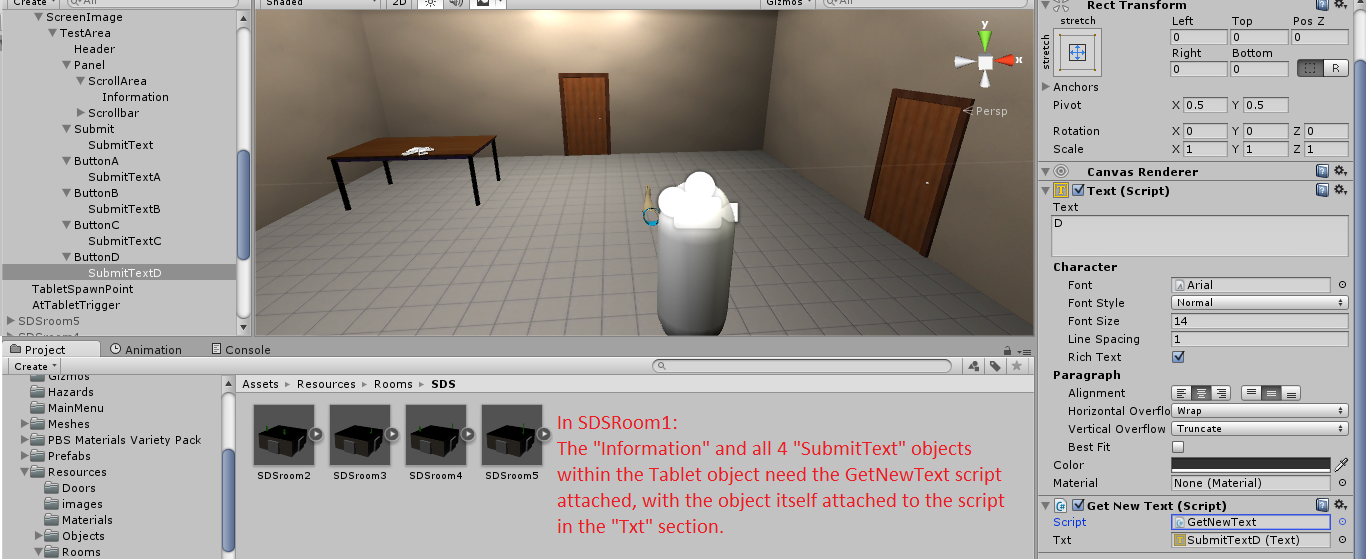 Create
All
Shaded
2D
Gizmos
All
ScreenImage
TestArea
Header
Panel
ScrollArea
Information
Scrollbar
Submit
SubmitText
ButtonA
SubmitTextA
ButtonB
SubmitTextB
ButtonC
SubmitTextC
ButtonD
SubmitTextD
TabletSpawnPoint
AtTabletTrigger
SDSroom5
y
x
Persp
Rect Transform
stretch
stretch
Left Top Pos Z
0 0 0
Right Bottom
0 0 R
Anchors
Pivot X 0.5 Y 0.5
Rotation X 0 Y 0 Z 0
Scale X 1 Y 1 Z 1
Canvas Renderer
Text (Script)
Text
D
Character
Font Arial
Font Style Normal
Font Size 14
Line Spacing 1
Rich Text
Paragraph
Alignment
Horizontal Overflo Wrap
Vertical Overflow Truncate
Best Fit
Color
Material None (Material)
Get New Text (Script)
Script GetNewText
Txt SubmitTextD (Text)
Project Animation Console
Create
Gizmos
Hazards
MainMenu
Meshes
PBS Materials Variety Pack
Prefabs
Resources
Doors
images
Materials
Objects
Rooms
Assets Resources Rooms SDS
SDSroom2 SDSroom3 SDSroom4 SDSroom5
In SDSRoom1:
The "Information" and all 4 "SubmitText" objects
within the Tablet object need the GetNewText script
attached, with the object itself attached to the script
in the "Txt" section.